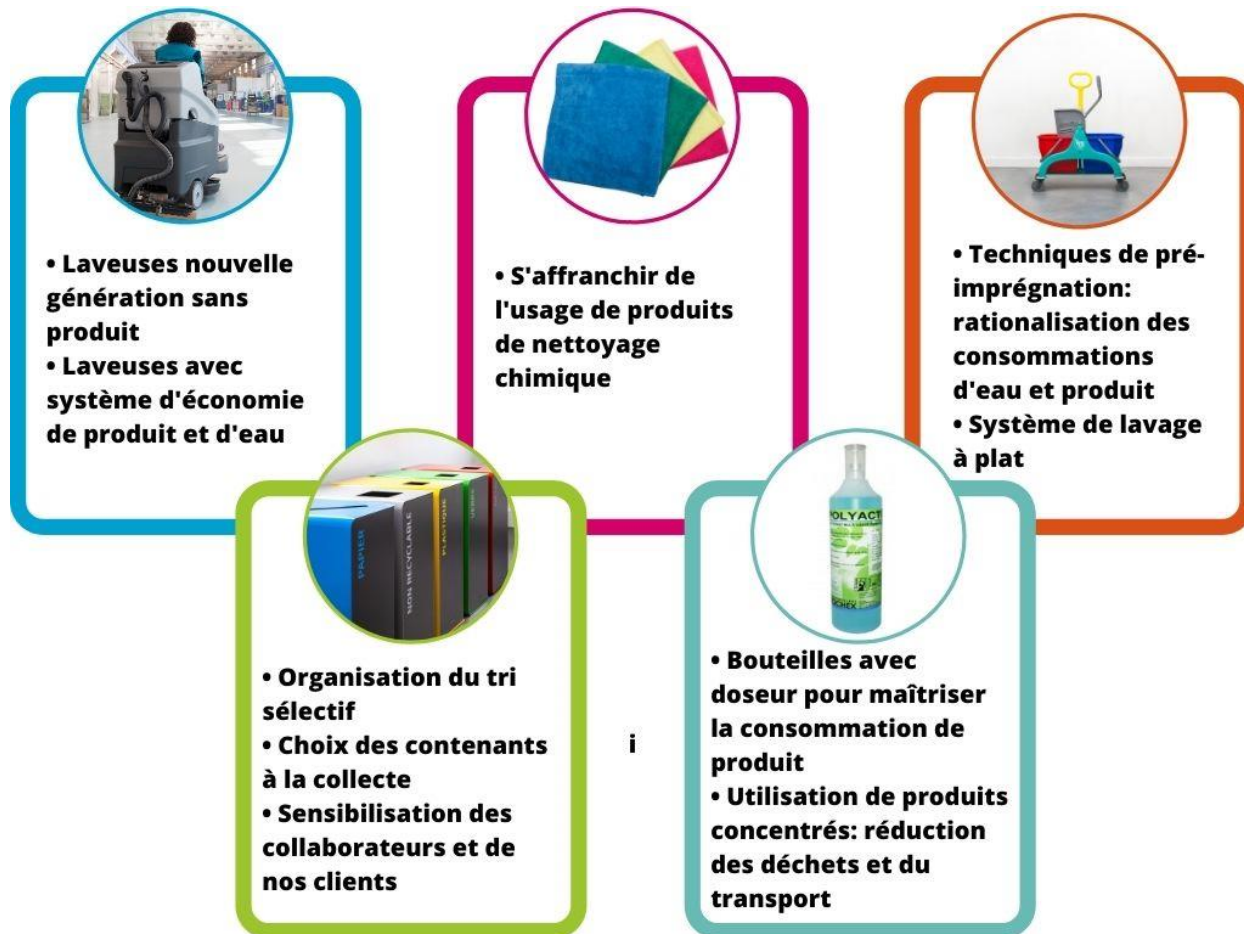 • Laveuses nouvelle
génération sans
produit
• Laveuses avec
système d'économie
de produit et d'eau
• S'affranchir de
l'usage de produits
de nettoyage
chimique
• Techniques de pré-
imprégnation:
rationalisation des
consommations
d'eau et produit
• Système de lavage
à plat
PAPIER
NON RECYCLABLE
PLASTIQUE
VERRE
• Organisation du tri
sélectif
• Choix des contenants
à la collecte
• Sensibilisation des
collaborateurs et de
nos clients
i
POLYACT
• Bouteilles avec
doseur pour maîtriser
la consommation de
produit
• Utilisation de produits
concentrés: réduction
des déchets et du
transport